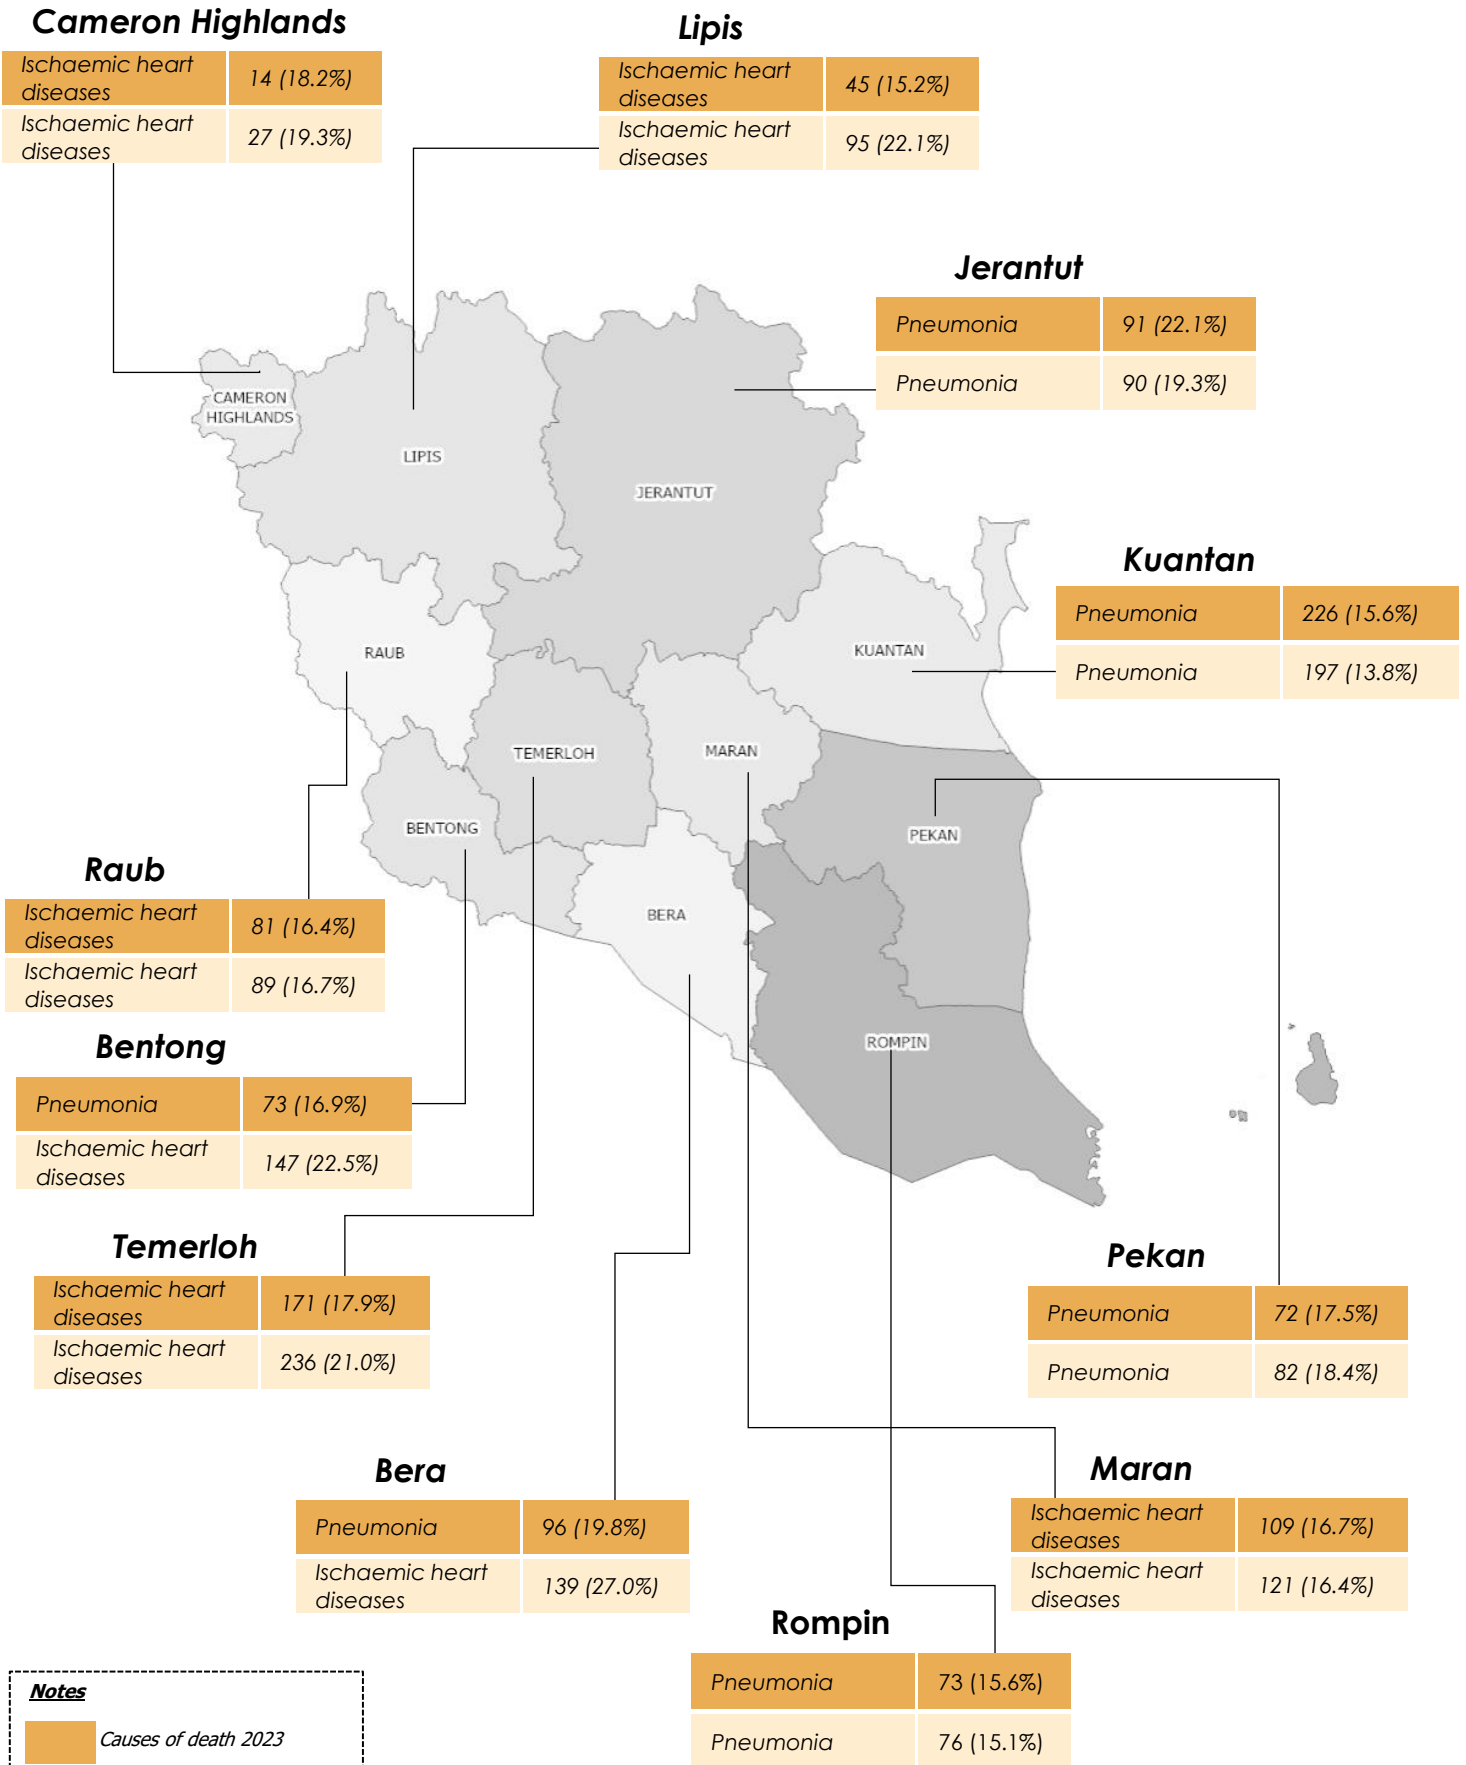 Cameron Highlands
Ischaemic heart
diseases
14 (18.2%)
Ischaemic heart
diseases
27 (19.3%)
Lipis
Ischaemic heart
diseases
45 (15.2%)
Ischaemic heart
diseases
95 (22.1%)
Jerantut
Pneumonia
91 (22.1%)
Pneumonia
90 (19.3%)
CAMERON
HIGHLANDS
LIPIS
JERANTUT
Kuantan
Pneumonia
226 (15.6%)
Pneumonia
197 (13.8%)
RAUB
KUANTAN
TEMERLOH
MARAN
BENTONG
PEKAN
BERA
ROMPIN
Raub
Ischaemic heart
diseases
81 (16.4%)
Ischaemic heart
diseases
89 (16.7%)
Bentong
Pneumonia
73 (16.9%)
Ischaemic heart
diseases
147 (22.5%)
Temerloh
Ischaemic heart
diseases
171 (17.9%)
Ischaemic heart
diseases
236 (21.0%)
Pekan
Pneumonia
72 (17.5%)
Pneumonia
82 (18.4%)
Bera
Pneumonia
96 (19.8%)
Ischaemic heart
diseases
139 (27.0%)
Maran
Ischaemic heart
diseases
109 (16.7%)
Ischaemic heart
diseases
121 (16.4%)
Rompin
Pneumonia
73 (15.6%)
Pneumonia
76 (15.1%)
Notes
Causes of death 2023